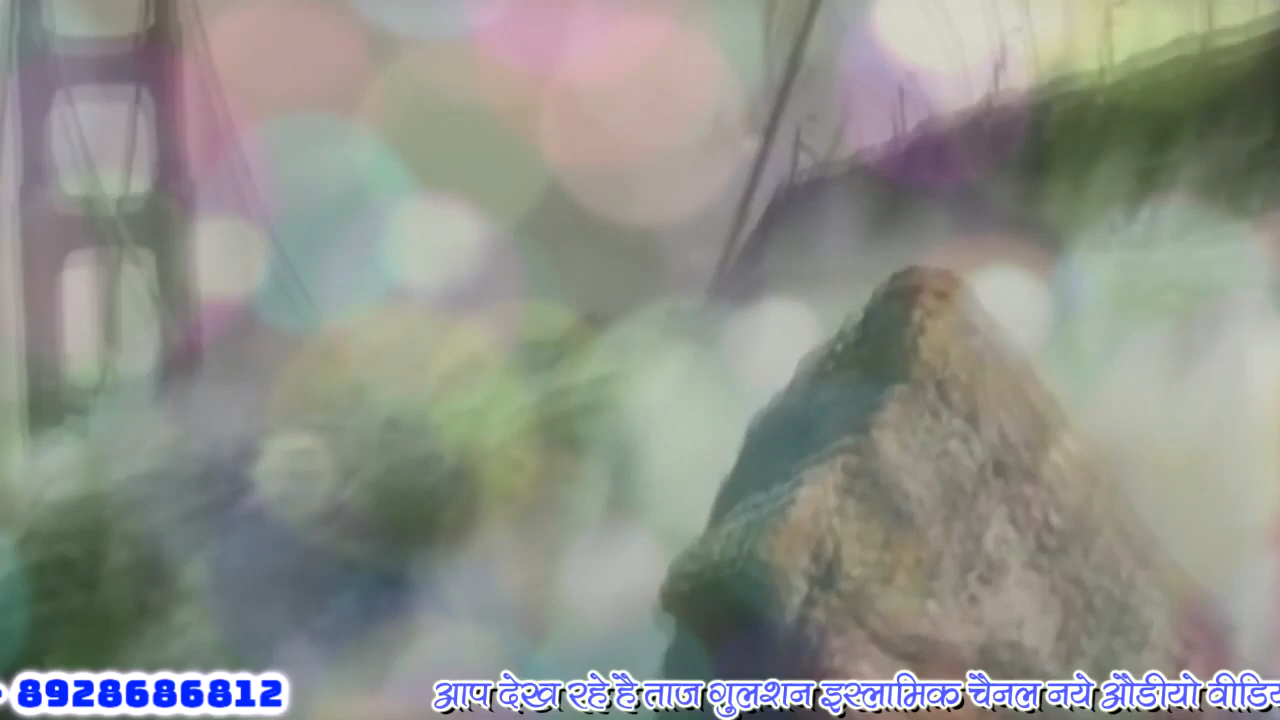 8928686812 आप देख रहे है ताज गुलशन इस्लामिक चैनल नये औडीयो